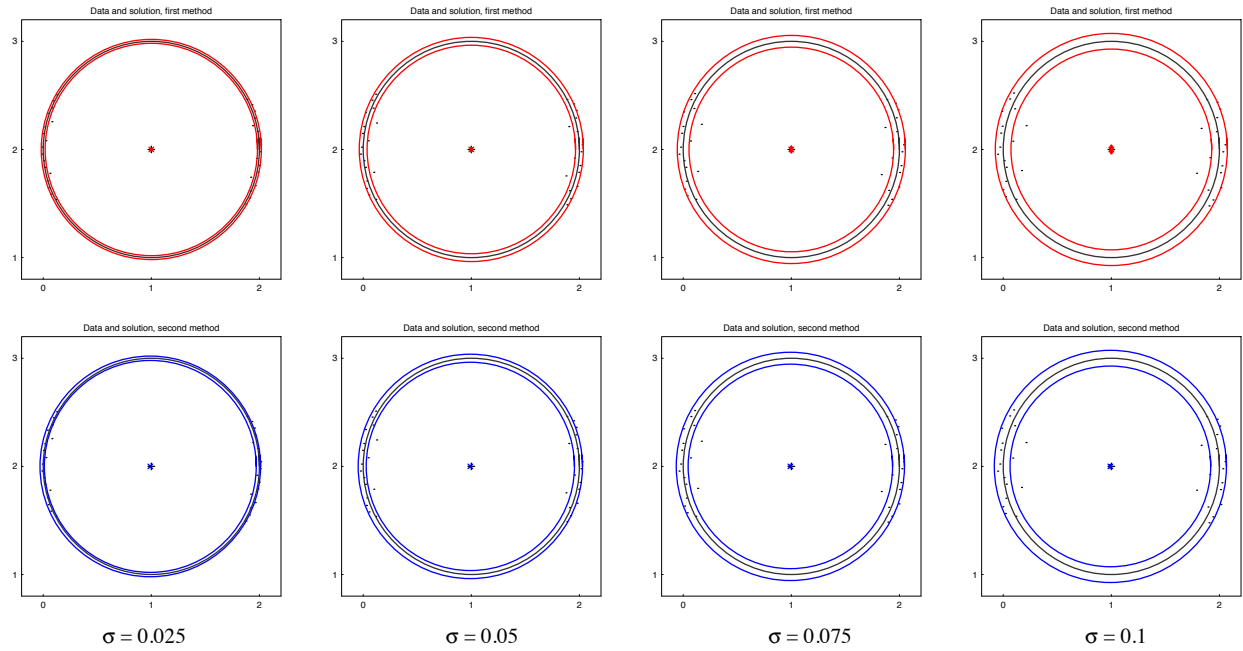 Data and solution, first method
Data and solution, first method
Data and solution, first method
Data and solution, first method
3
3
3
3
2
2
2
2
1
1
1
1
0 1 2
0 1 2
0 1 2
0 1 2
Data and solution, second method
Data and solution, second method
Data and solution, second method
Data and solution, second method
3
3
3
3
2
2
2
2
1
1
1
1
0 1 2
0 1 2
0 1 2
0 1 2
σ = 0.025
σ = 0.05
σ = 0.075
σ = 0.1